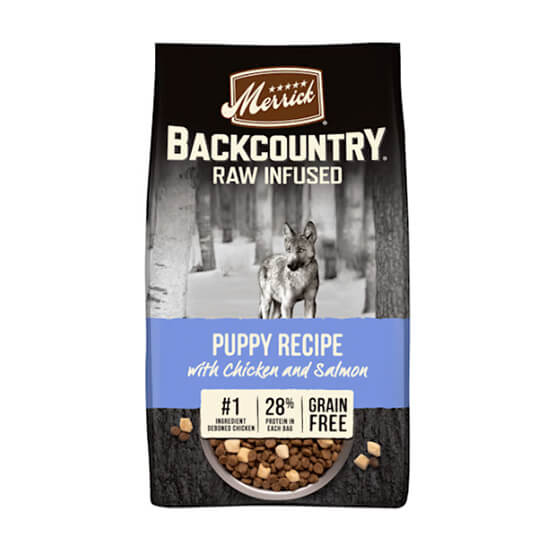 Merrick®
BACKCOUNTRY®
RAW INFUSED
PUPPY RECIPE
with Chicken and Salmon
#1
INGREDIENT
DEBONED CHICKEN
28%
PROTEIN IN
EACH BAG
GRAIN
FREE